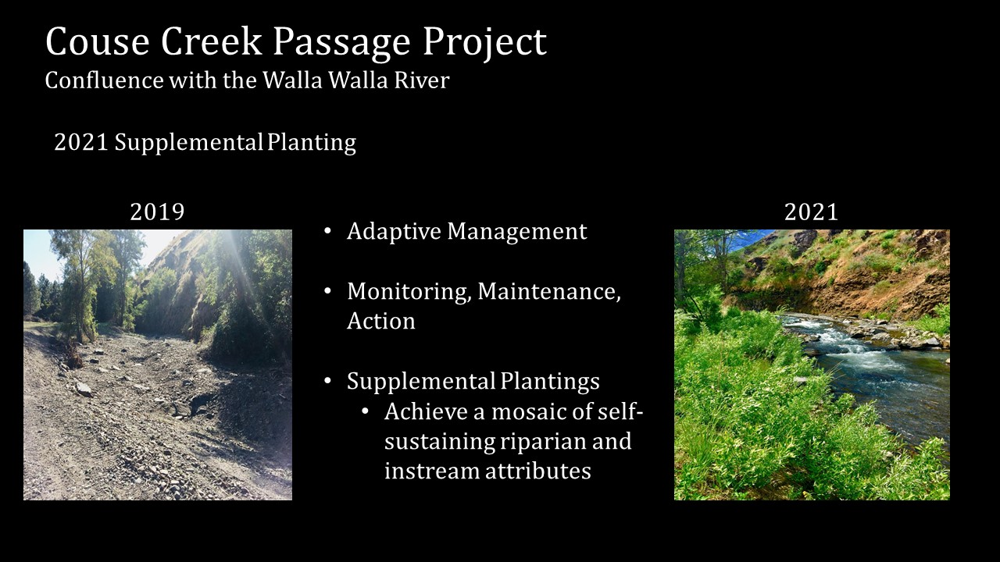 Couse Creek Passage Project
Confluence with the Walla Walla River
2021 Supplemental Planting
2019
• Adaptive Management
• Monitoring, Maintenance,
Action
• Supplemental Plantings
• Achieve a mosaic of self-
sustaining riparian and
instream attributes
2021